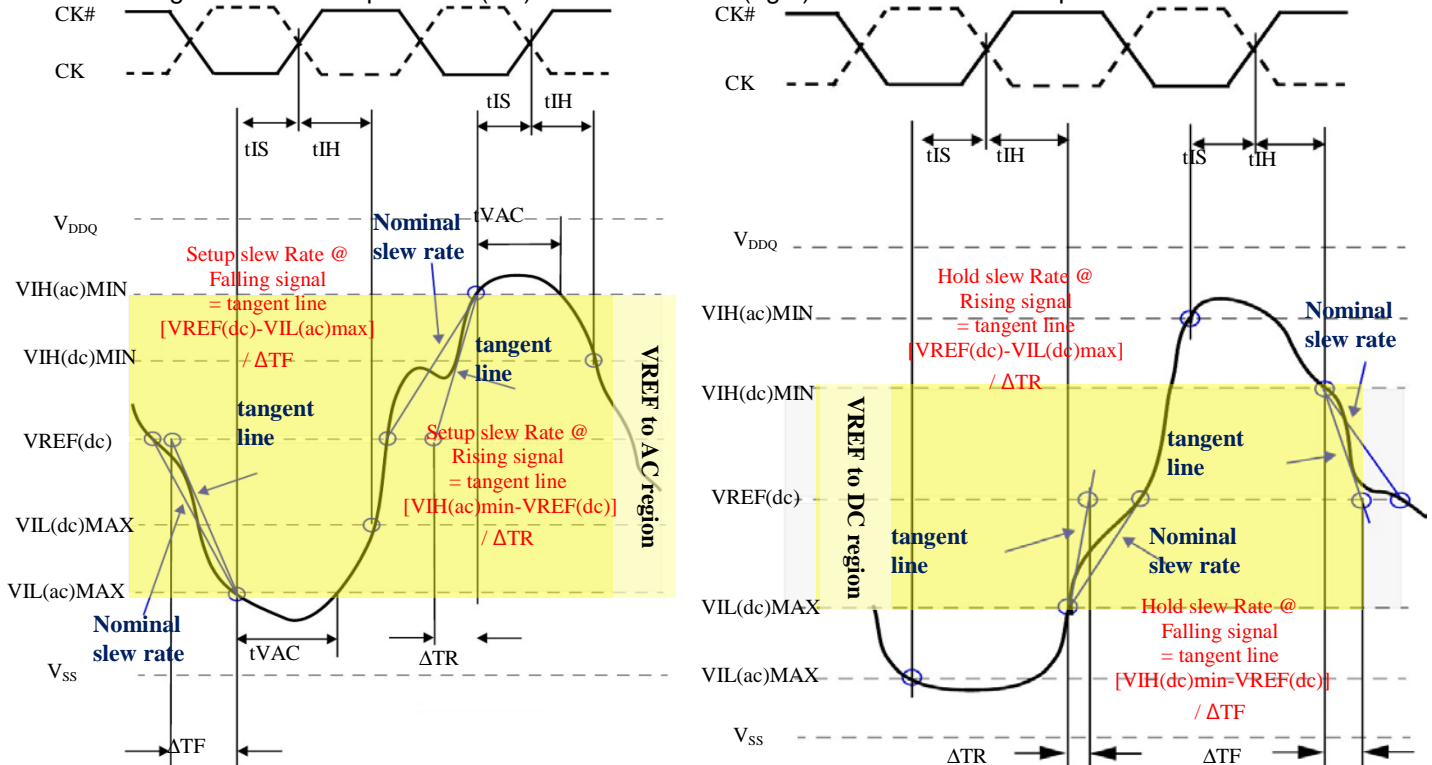 CK#
CK
tIS
tIH
tIS
tIH
V_DDQ
VIH(ac)MIN
VIH(dc)MIN
VREF(dc)
VIL(dc)MAX
VIL(ac)MAX
V_SS
Setup slew Rate @
Falling signal
= tangent line
[VREF(dc)-VIL(ac)max]
/ ΔTF
Nominal
slew rate
tVAC
tangent
line
tangent
line
Setup slew Rate @
Rising signal
= tangent line
[VIH(ac)min-VREF(dc)]
/ ΔTR
VREF to AC region
Nominal
slew rate
tVAC
ΔTR
ΔTF
CK#
CK
tIS
tIH
tIS
tIH
V_DDQ
VIH(ac)MIN
VIH(dc)MIN
VREF(dc)
VIL(dc)MAX
VIL(ac)MAX
V_SS
Hold slew Rate @
Rising signal
= tangent line
[VREF(dc)-VIL(dc)max]
/ ΔTR
Nominal
slew rate
tangent
line
VREF to DC region
tangent
line
Nominal
slew rate
Hold slew Rate @
Falling signal
= tangent line
[VIH(dc)min-VREF(dc)]
/ ΔTF
ΔTR
ΔTF